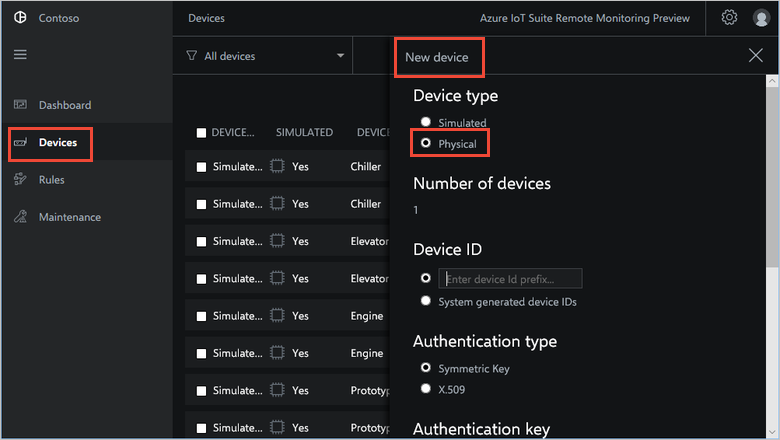 Contoso
Devices
Azure IoT Suite Remote Monitoring Preview
All devices
New device
Dashboard
Devices
Rules
Maintenance
DEVICE... SIMULATED DEVICE
Simulate... Yes Chiller
Simulate... Yes Chiller
Simulate... Yes Elevator
Simulate... Yes Elevator
Simulate... Yes Engine
Simulate... Yes Engine
Simulate... Yes Prototyp
Simulate... Yes Prototyp
Device type
Simulated
Physical
Number of devices
1
Device ID
Enter device Id prefix...
System generated device IDs
Authentication type
Symmetric Key
X.509
Authentication key